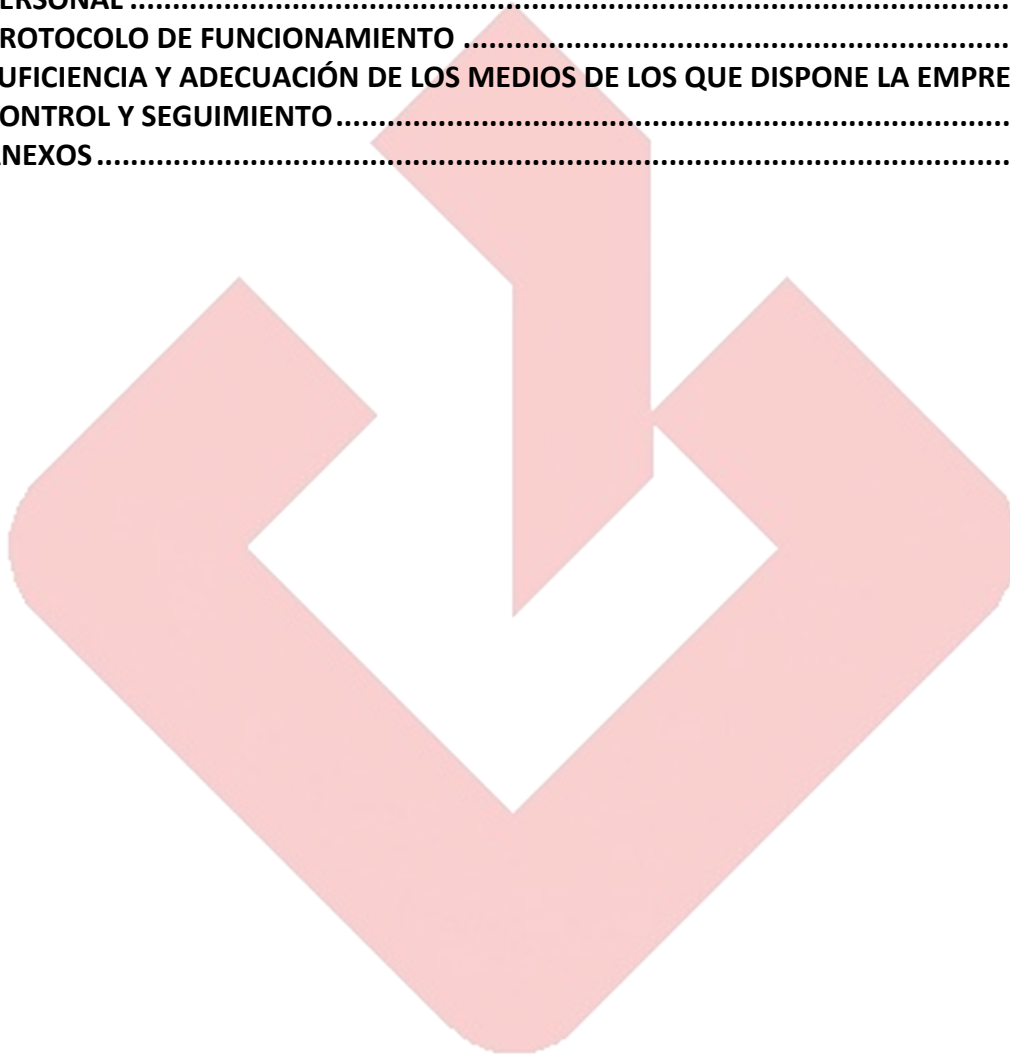 ERSONAL ........................................................................................................
ROTOCOLO DE FUNCIONAMIENTO ................................................................
UFICIENCIA Y ADECUACIÓN DE LOS MEDIOS DE LOS QUE DISPONE LA EMPRE
ONTROL Y SEGUIMIENTO................................................................................
NEXOS.............................................................................................................